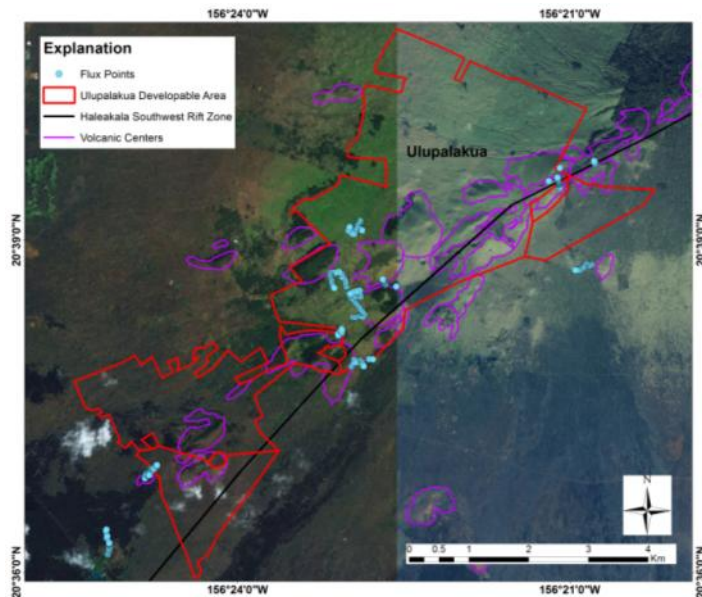 156°24'0"W
156°21'0"W
Explanation
Flux Points
Ulupalakua Developable Area
Haleakala Southwest Rift Zone
Volcanic Centers
Ulupalakua
20°39'0"N
20°39'0"N
N
0 0.5 1 2 3 4
Km
20°36'0"N
20°36'0"N
156°24'0"W
156°21'0"W